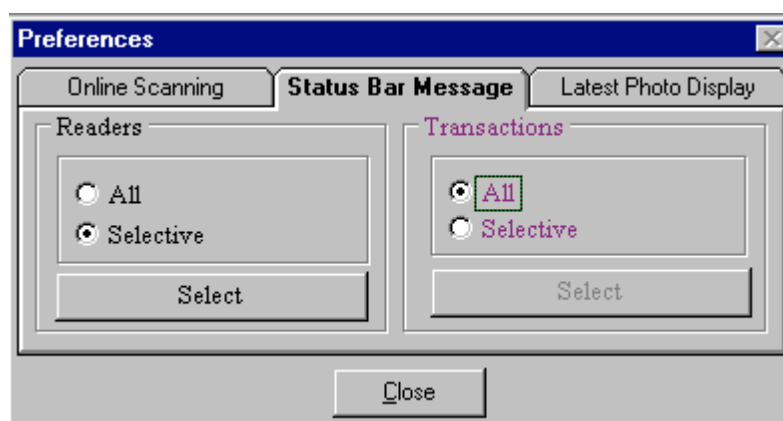 Preferences
Online Scanning
Status Bar Message
Latest Photo Display
Readers
All
Selective
Select
Transactions
All
Selective
Select
Close